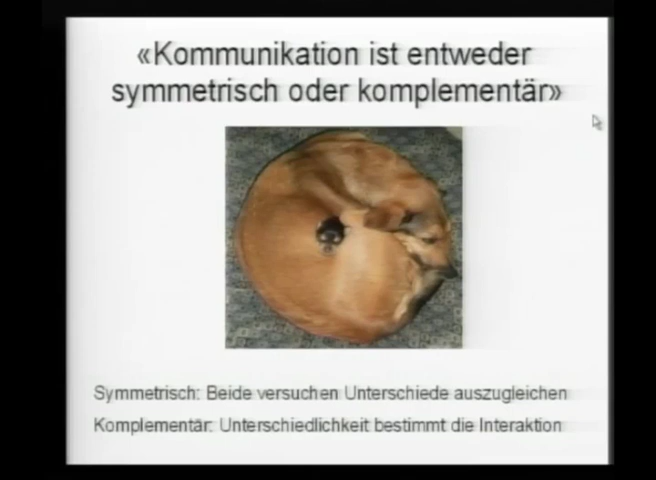 «Kommunikation ist entweder
symmetrisch oder komplementär»
Symmetrisch: Beide versuchen Unterschiede auszugleichen
Komplementär: Unterschiedlichkeit bestimmt die Interaktion